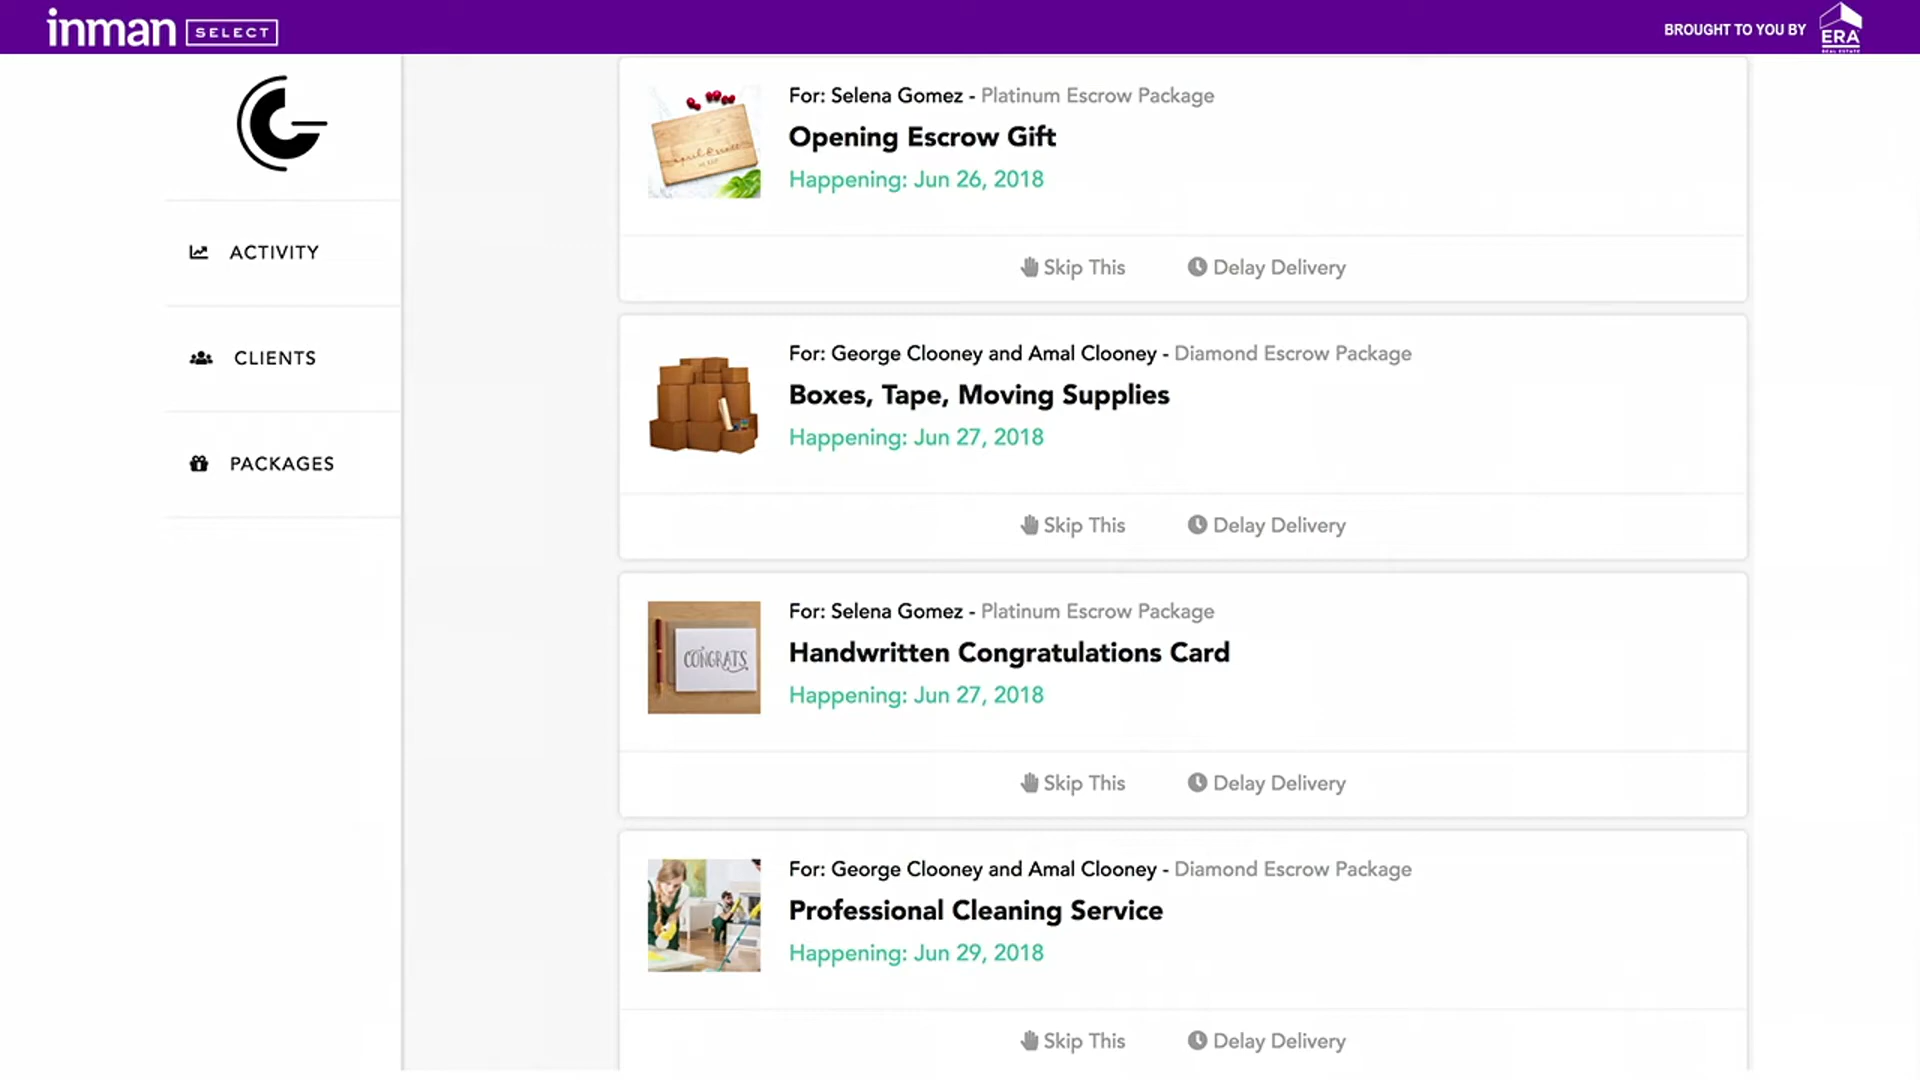 inman SELECT
BROUGHT TO YOU BY
ERA
REAL ESTATE
ACTIVITY
CLIENTS
PACKAGES
For: Selena Gomez - Platinum Escrow Package
Opening Escrow Gift
Happening: Jun 26, 2018
Skip This
Delay Delivery
For: George Clooney and Amal Clooney - Diamond Escrow Package
Boxes, Tape, Moving Supplies
Happening: Jun 27, 2018
Skip This
Delay Delivery
For: Selena Gomez - Platinum Escrow Package
CONGRATS
Handwritten Congratulations Card
Happening: Jun 27, 2018
Skip This
Delay Delivery
For: George Clooney and Amal Clooney - Diamond Escrow Package
Professional Cleaning Service
Happening: Jun 29, 2018
Skip This
Delay Delivery